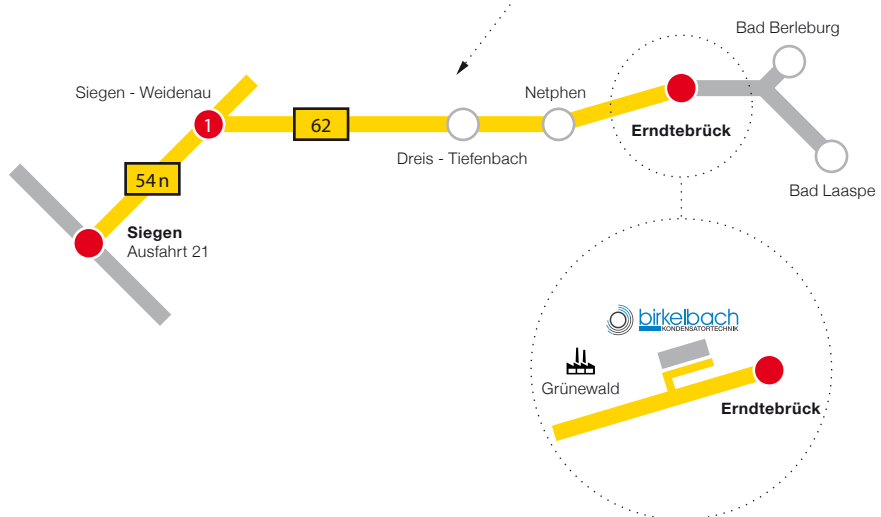 Bad Berleburg
Siegen - Weidenau
Netphen
1
62
Erndtebrück
Dreis - Tiefenbach
54 n
Bad Laaspe
Siegen
Ausfahrt 21
birkelbach
KONDENSATORTECHNIK
Grünewald
Erndtebrück